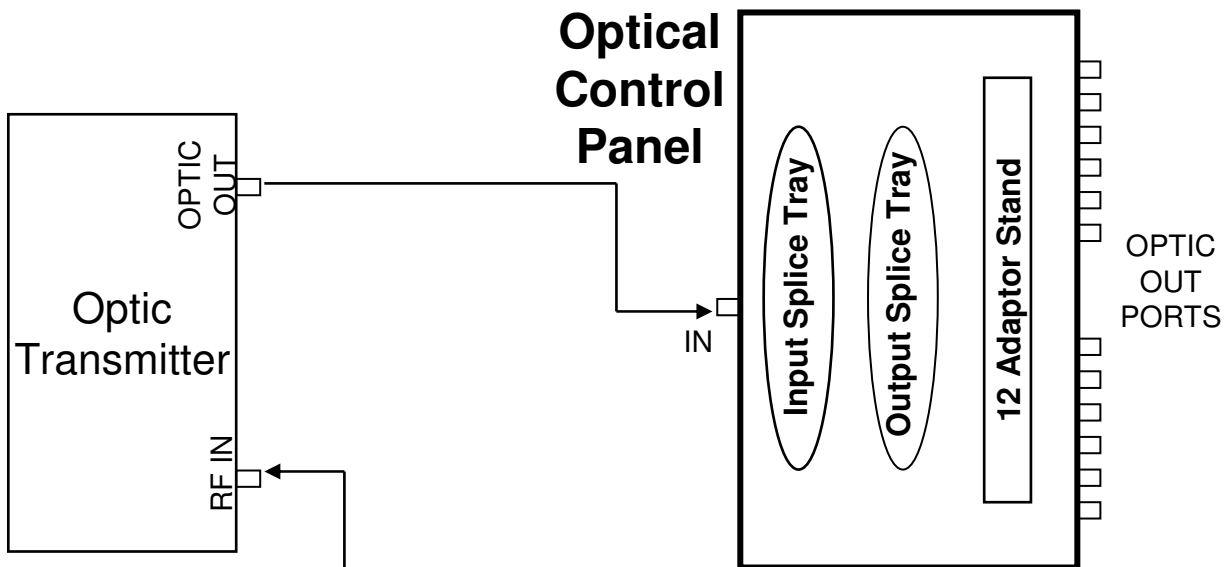 Optical
Control
Panel
OPTIC
OUT
Optic
Transmitter
RF IN
IN
Input Splice Tray
Output Splice Tray
12 Adaptor Stand
OPTIC
OUT
PORTS